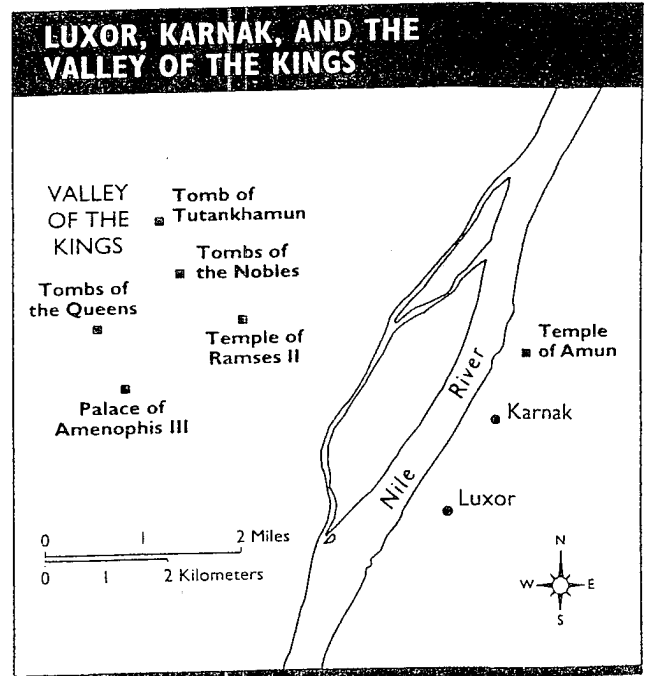 LUXOR, KARNAK, AND THE
VALLEY OF THE KINGS
VALLEY
OF THE
KINGS
Tomb of
Tutankhamun
Tombs of
the Nobles
Tombs of
the Queens
Temple of
Ramses II
Palace of
Amenophis III
Temple
of Amun
Karnak
Luxor
Nile River
0 1 2 Miles
0 1 2 Kilometers
N
W E
S